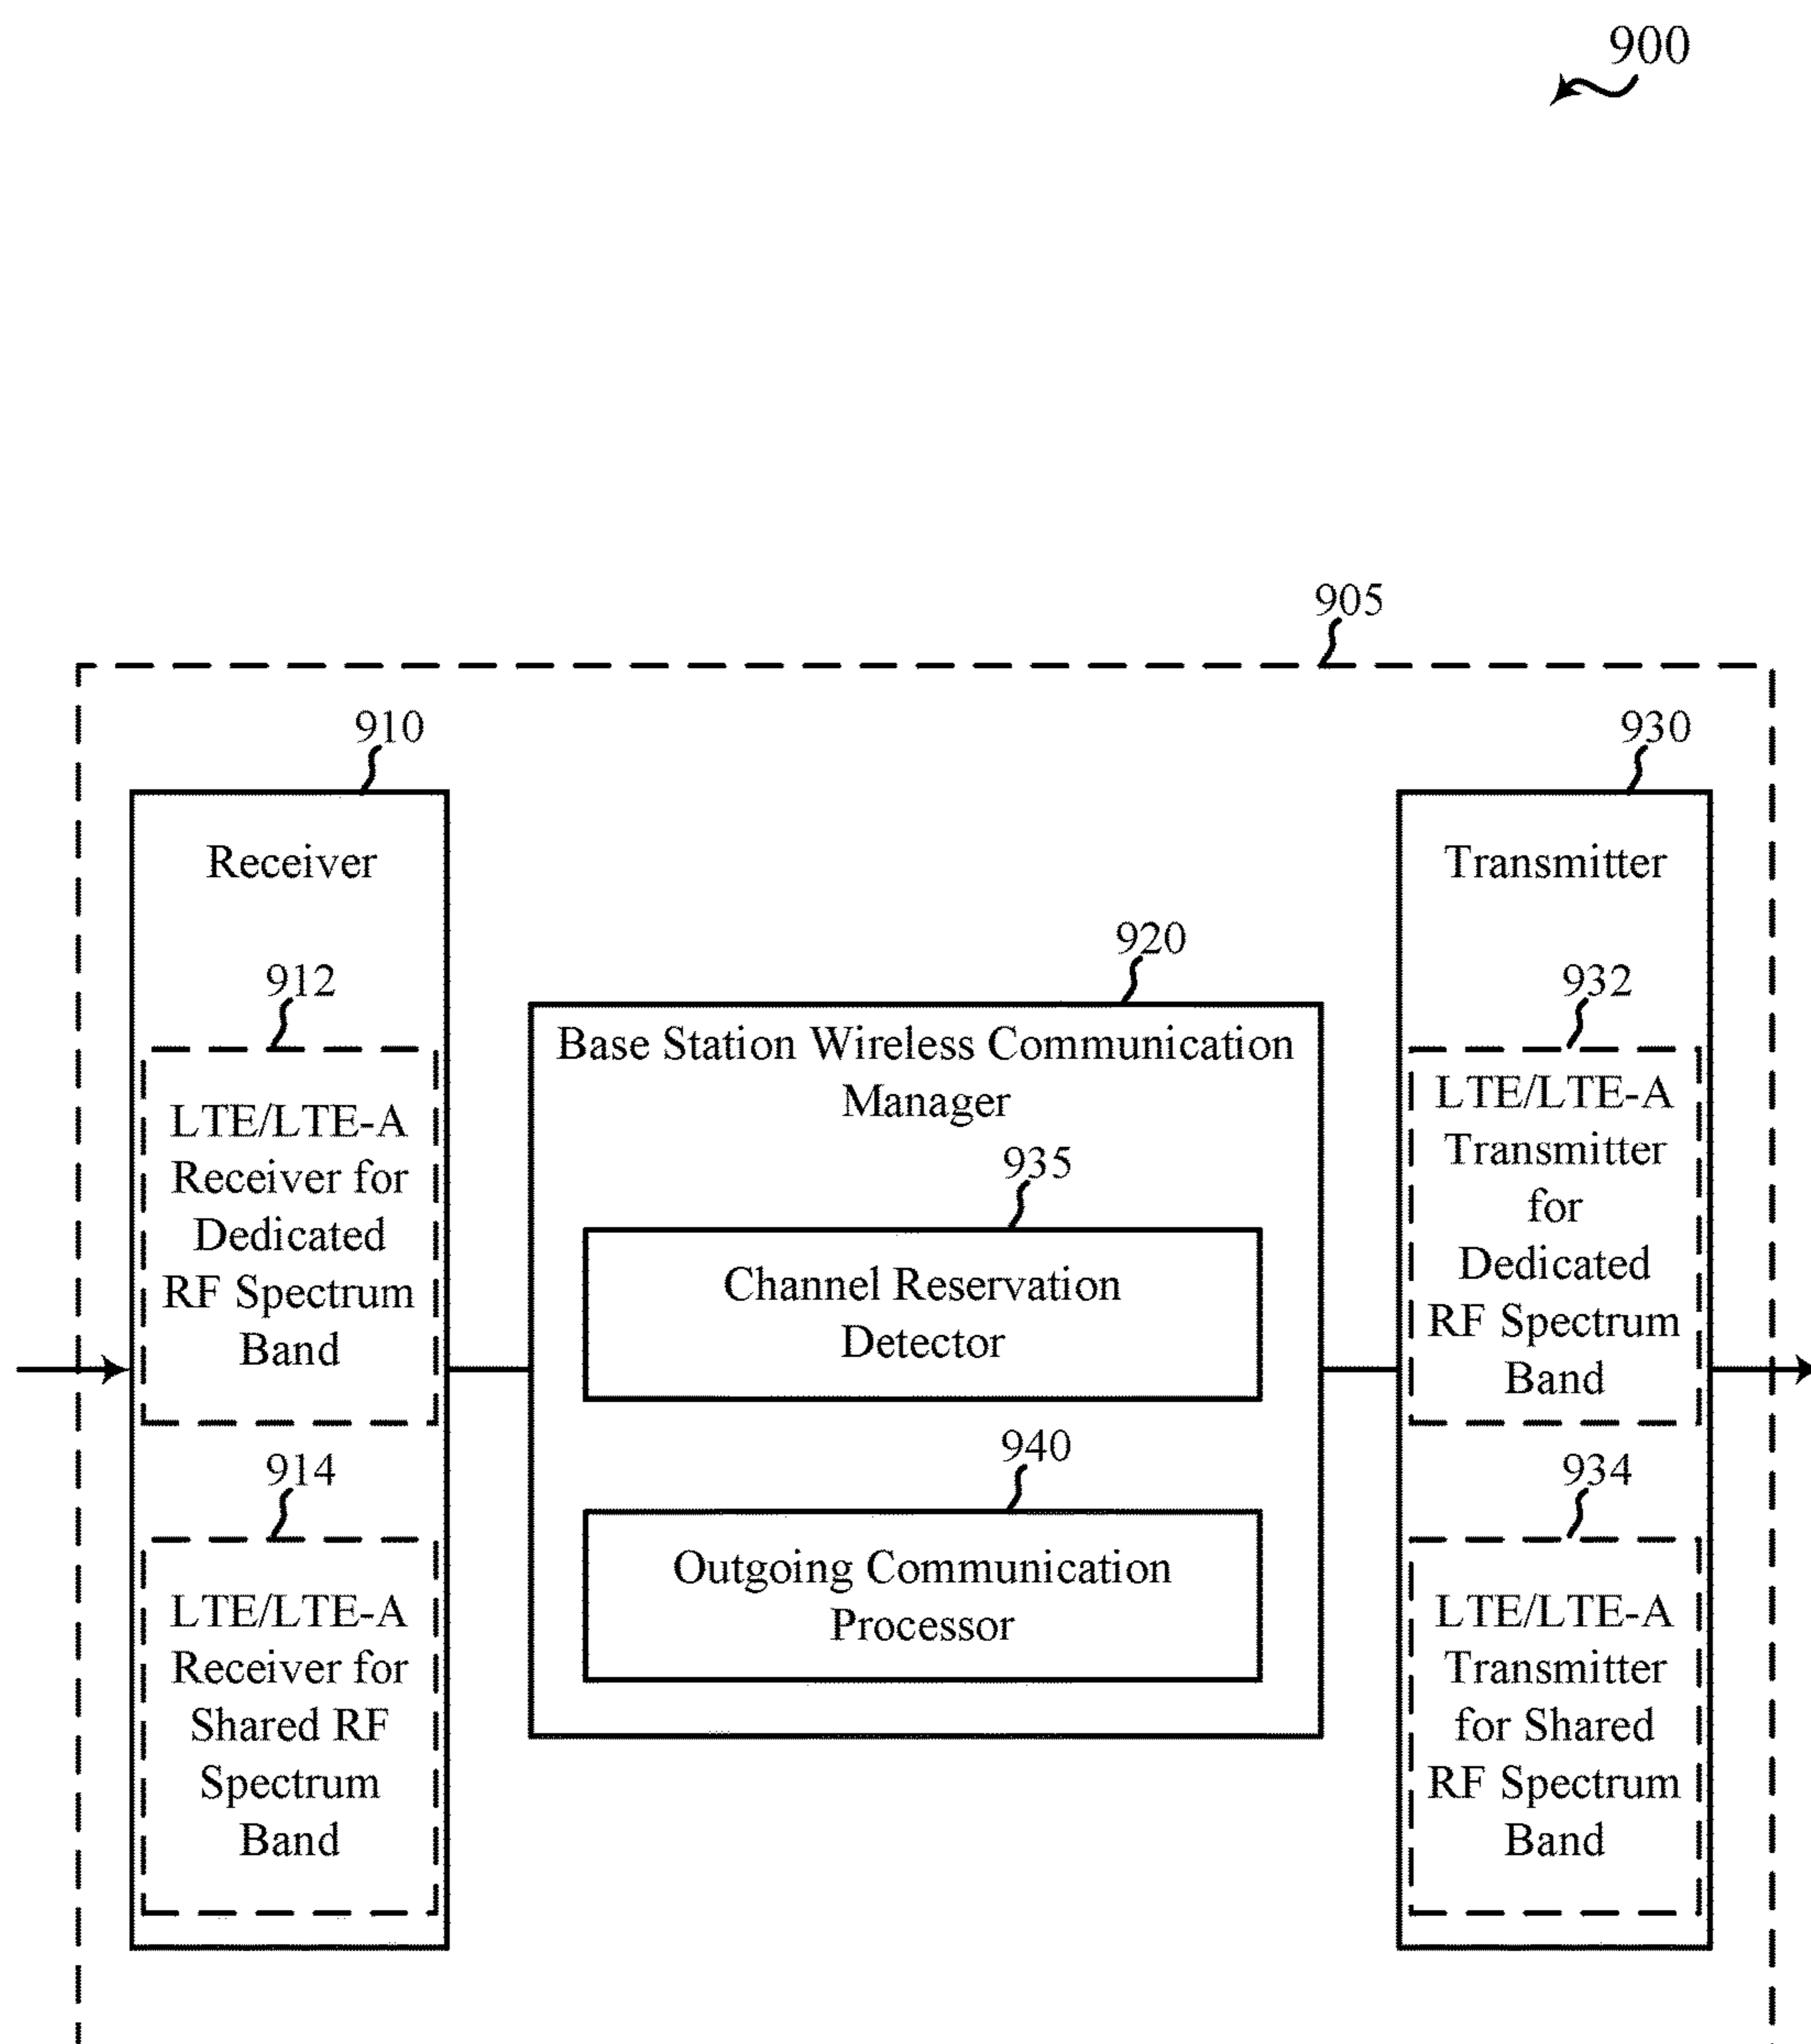 900
905
910
930
Receiver
Transmitter
920
912
932
Base Station Wireless Communication
Manager
LTE/LTE-A
Receiver for
Dedicated
RF Spectrum
Band
935
Channel Reservation
Detector
LTE/LTE-A
Transmitter
for
Dedicated
RF Spectrum
Band
914
940
934
Outgoing Communication
Processor
LTE/LTE-A
Receiver for
Shared RF
Spectrum
Band
LTE/LTE-A
Transmitter
for Shared
RF Spectrum
Band